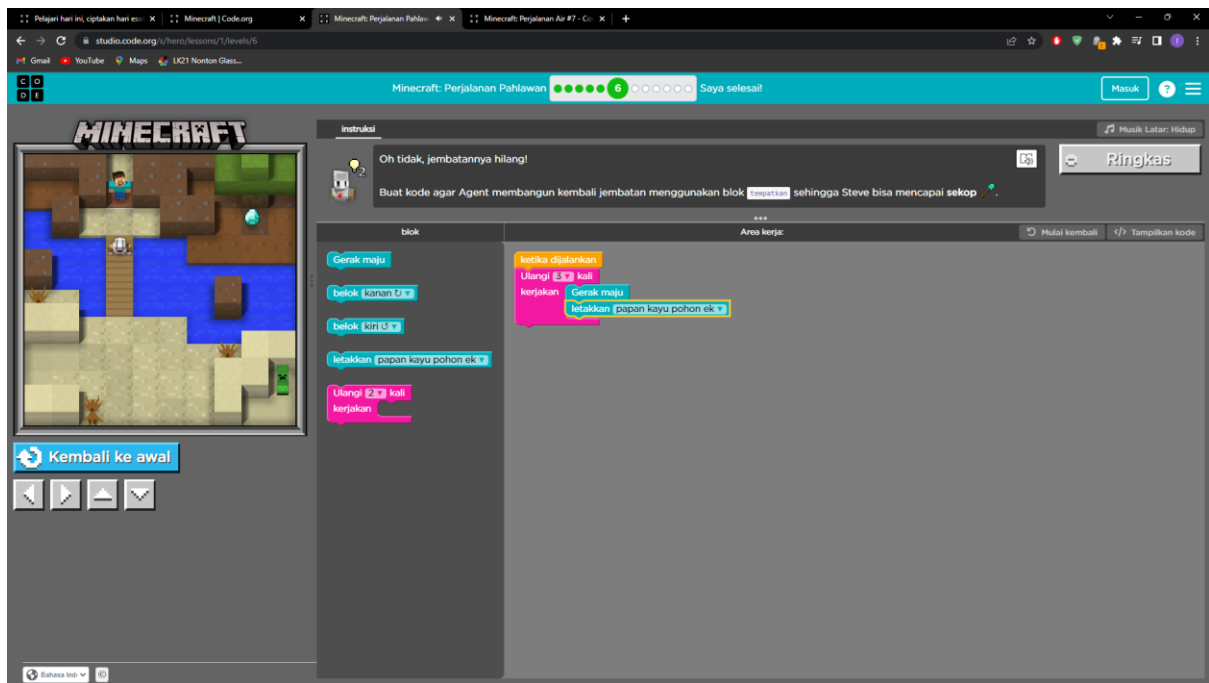 Pelajari hari ini, ciptakan hari eso
Minecraft | Code.org
Minecraft: Perjalanan Pahlaw
Minecraft: Perjalanan Air #7 - Co
studio.code.org/s/hero/lessons/1/levels/6
Gmail
YouTube
Maps
LK21 Nonton Glass...
C O
D E
Minecraft: Perjalanan Pahlawan
6
Saya selesai!
Masuk
?
MINECRAFT
instruksi
Musik Latar: Hidup
2
Oh tidak, jembatannya hilang!
Buat kode agar Agent membangun kembali jembatan menggunakan blok tempatkan sehingga Steve bisa mencapai sekop .
Ringkas
blok
Area kerja:
Mulai kembali
</> Tampilkan kode
Gerak maju
belok kanan
belok kiri
letakkan papan kayu pohon ek
Ulangi 2 kali
kerjakan
ketika dijalankan
Ulangi 3 kali
kerjakan Gerak maju
letakkan papan kayu pohon ek
Kembali ke awal
Bahasa Ind
©